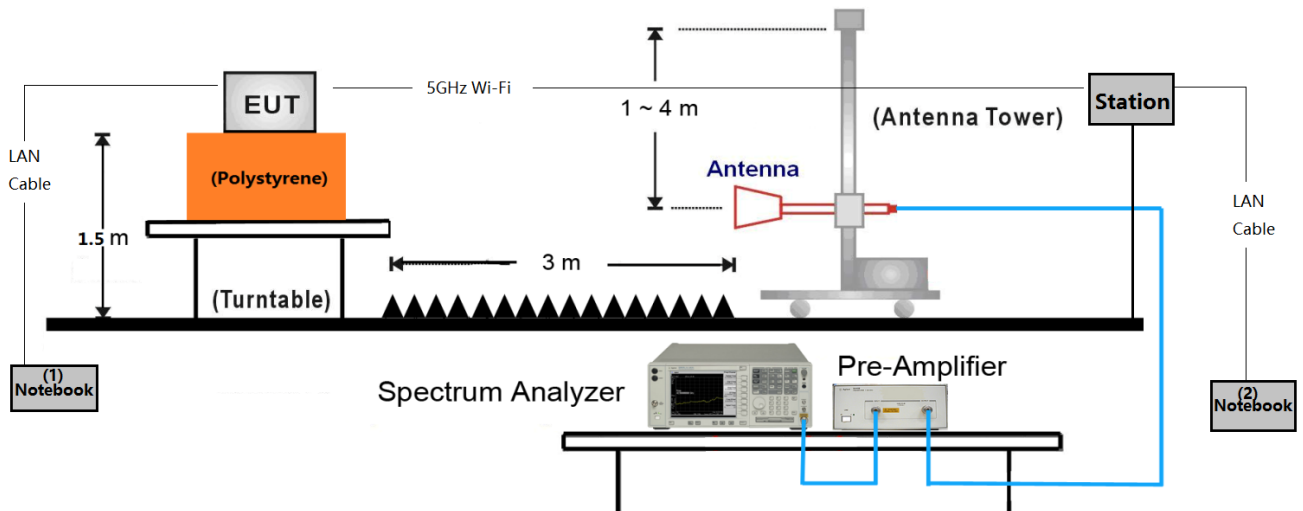 EUT
5GHz Wi-Fi
1 ~ 4 m
Station
(Antenna Tower)
LAN
Cable
(Polystyrene)
Antenna
LAN
Cable
1.5 m
3 m
(Turntable)
(1)
Notebook
Spectrum Analyzer
Pre-Amplifier
(2)
Notebook